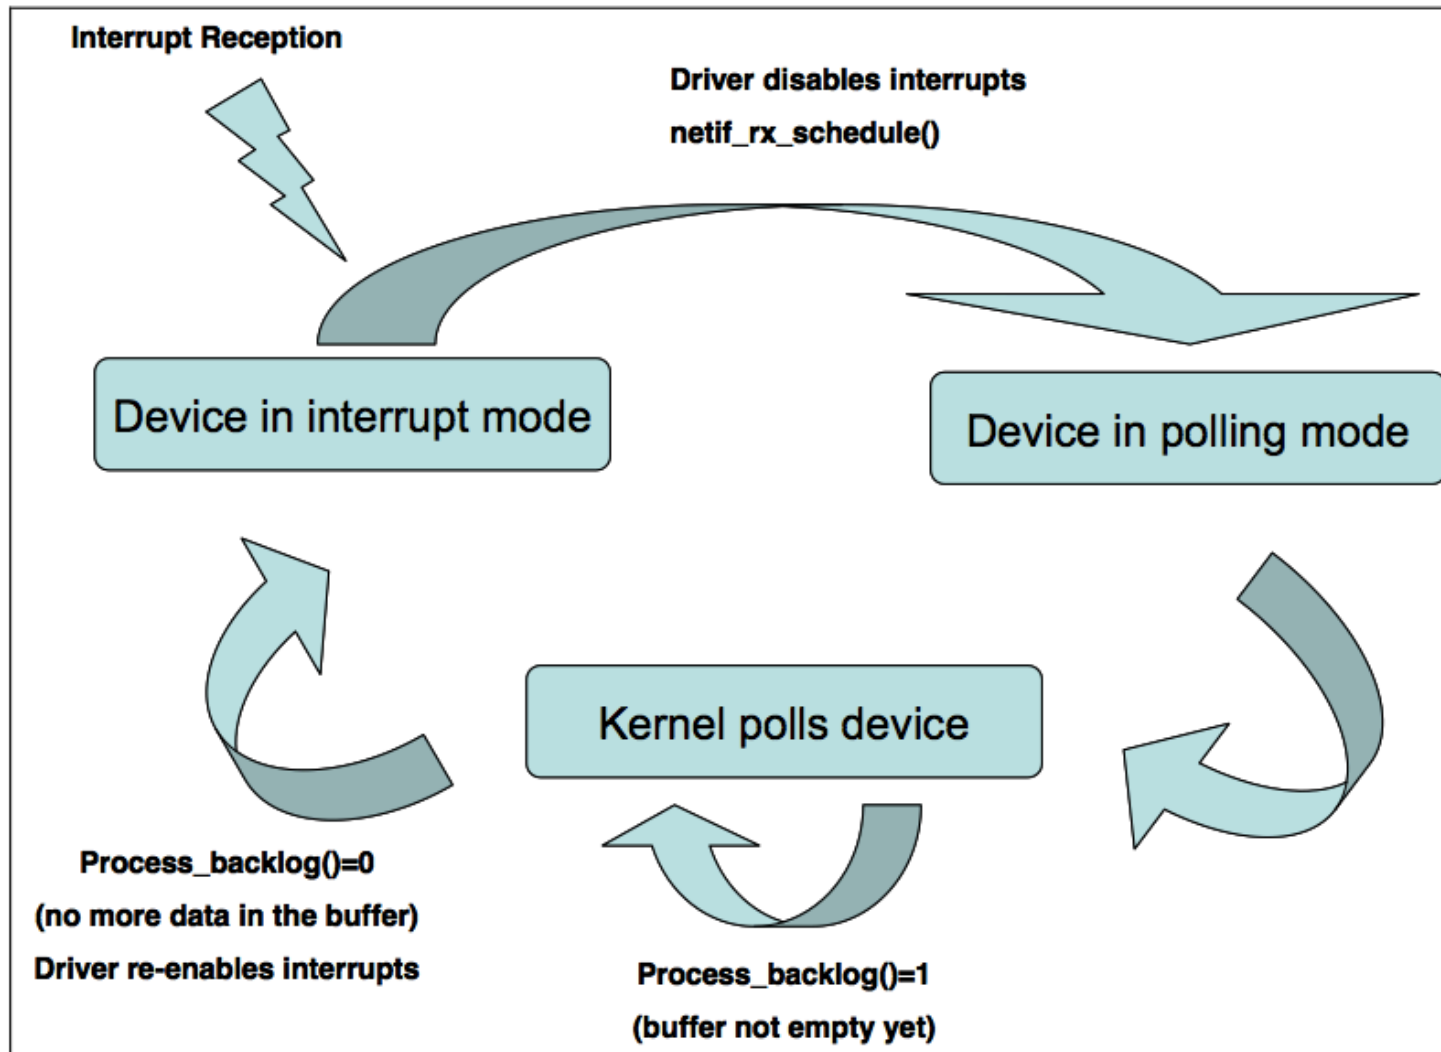 Interrupt Reception
Driver disables interrupts
netif_rx_schedule()
Device in interrupt mode
Device in polling mode
Kernel polls device
Process_backlog()=0
(no more data in the buffer)
Driver re-enables interrupts
Process_backlog()=1
(buffer not empty yet)